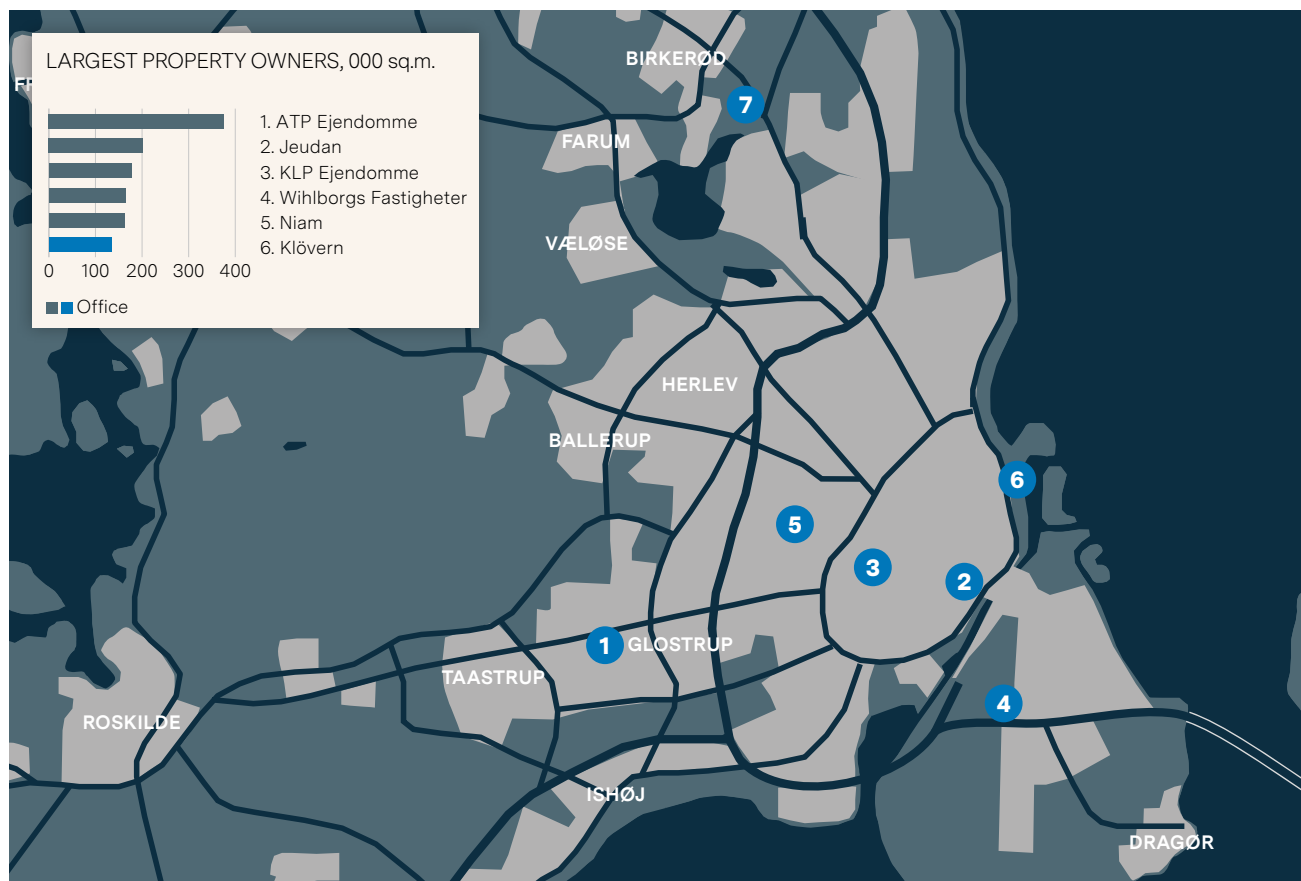 LARGEST PROPERTY OWNERS, 000 sq.m.
1. ATP Ejendomme
2. Jeudan
3. KLP Ejendomme
4. Wihlborgs Fastigheter
5. Niam
6. Klövern
0 100 200 300 400
Office
BIRKERØD
7
FARUM
VÆLØSE
HERLEV
BALLERUP
6
5
3
2
1
GLOSTRUP
TAASTRUP
4
ROSKILDE
ISHØJ
DRAGØR